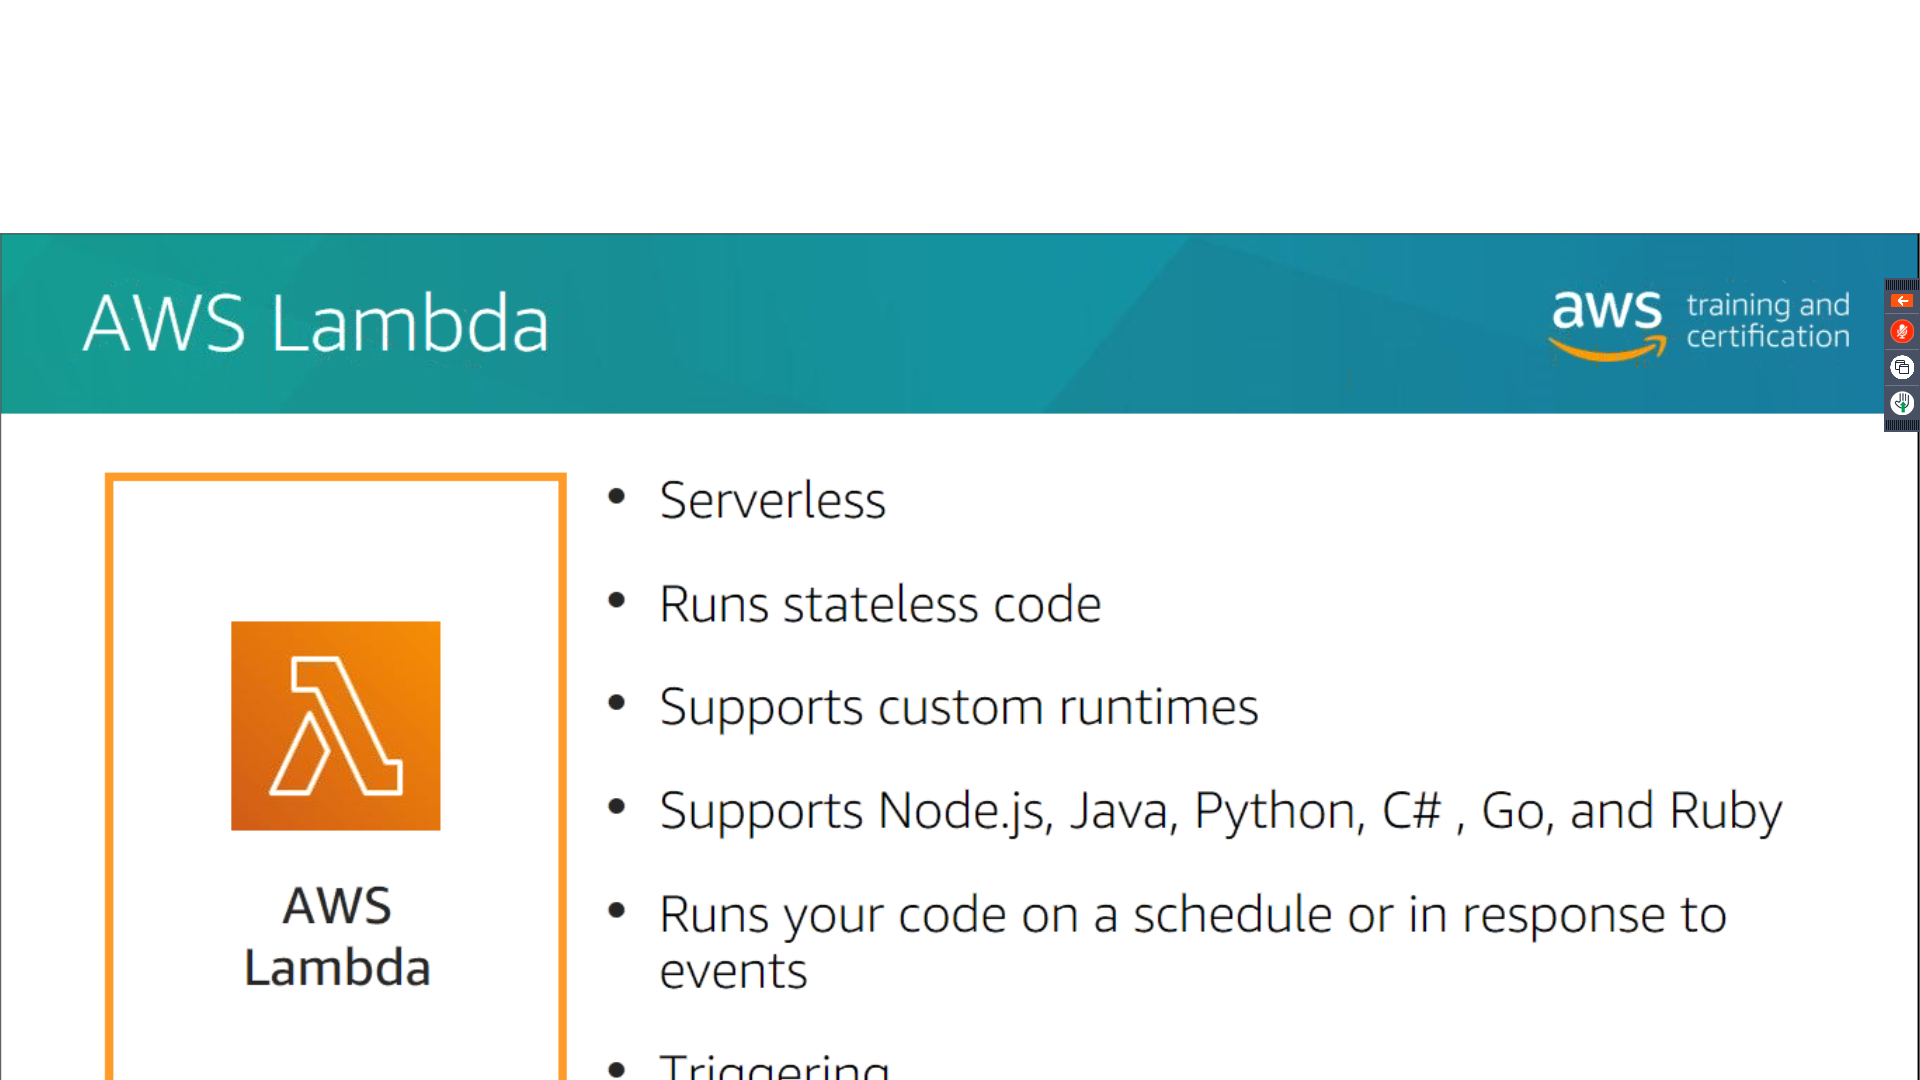 AWS Lambda
aws training and
certification
• Serverless
• Runs stateless code
• Supports custom runtimes
• Supports Node.js, Java, Python, C# , Go, and Ruby
AWS
Lambda
• Runs your code on a schedule or in response to
events
• Triggering